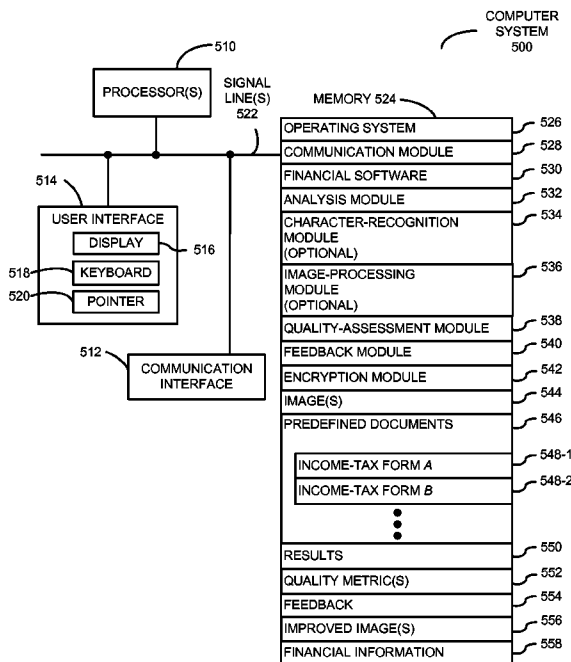 COMPUTER
SYSTEM
500
510
PROCESSOR(S)
SIGNAL
LINE(S)
522
514
USER INTERFACE
DISPLAY
516
518
KEYBOARD
520
POINTER
512
COMMUNICATION
INTERFACE
MEMORY 524
OPERATING SYSTEM
526
COMMUNICATION MODULE
528
FINANCIAL SOFTWARE
530
ANALYSIS MODULE
532
CHARACTER-RECOGNITION
MODULE
(OPTIONAL)
534
IMAGE-PROCESSING
MODULE
(OPTIONAL)
536
QUALITY-ASSESSMENT MODULE
538
FEEDBACK MODULE
540
ENCRYPTION MODULE
542
IMAGE(S)
544
PREDEFINED DOCUMENTS
546
INCOME-TAX FORM A
548-1
INCOME-TAX FORM B
548-2
RESULTS
550
QUALITY METRIC(S)
552
FEEDBACK
554
IMPROVED IMAGE(S)
556
FINANCIAL INFORMATION
558